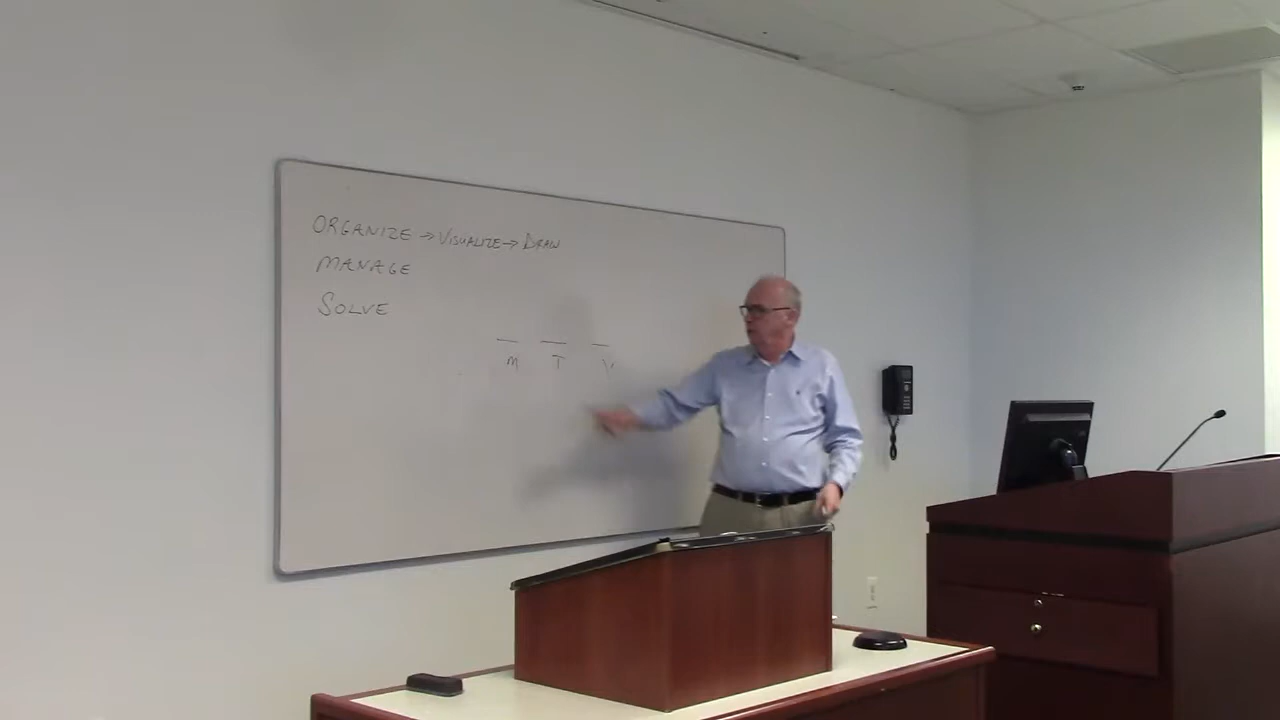 ORGANIZE → VISUALIZE → DRAW
MANAGE
SOLVE
M T